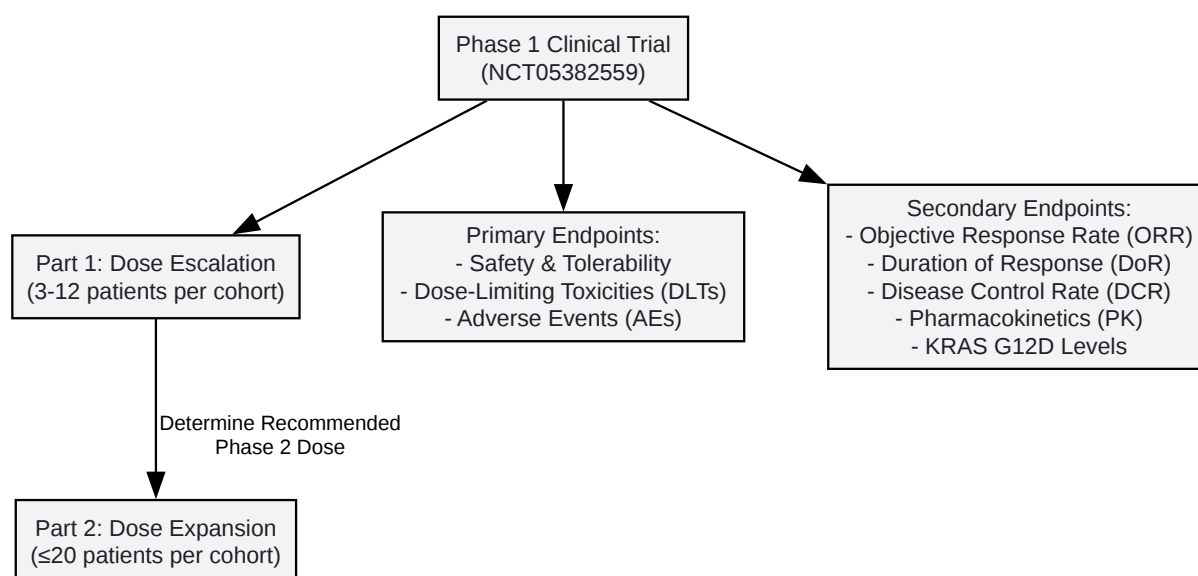 Phase 1 Clinical Trial
(NCT05382559)
Part 1: Dose Escalation
(3-12 patients per cohort)
Primary Endpoints:
- Safety & Tolerability
- Dose-Limiting Toxicities (DLTs)
- Adverse Events (AEs)
Secondary Endpoints:
- Objective Response Rate (ORR)
- Duration of Response (DoR)
- Disease Control Rate (DCR)
- Pharmacokinetics (PK)
- KRAS G12D Levels
Determine Recommended
Phase 2 Dose
Part 2: Dose Expansion
(≤20 patients per cohort)